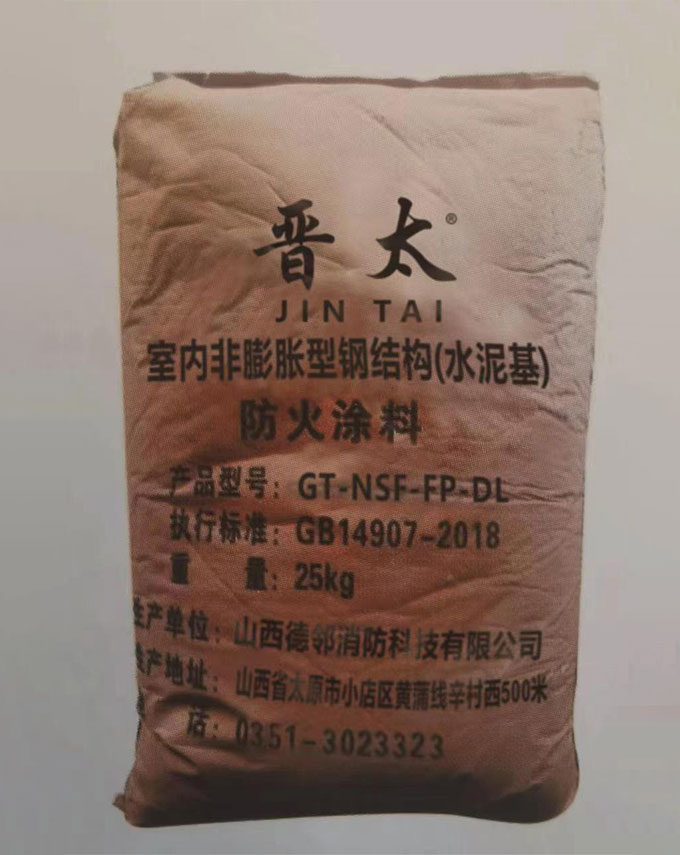 晋太®
JIN TAI
室内非膨胀型钢结构(水泥基)
防火涂料
产品型号：GT-NSF-FP-DL
执行标准：GB14907-2018
重 量：25kg
生产单位：山西德邻消防科技有限公司
生产地址：山西省太原市小店区黄蒲线辛村西500米
话：0351-3023323